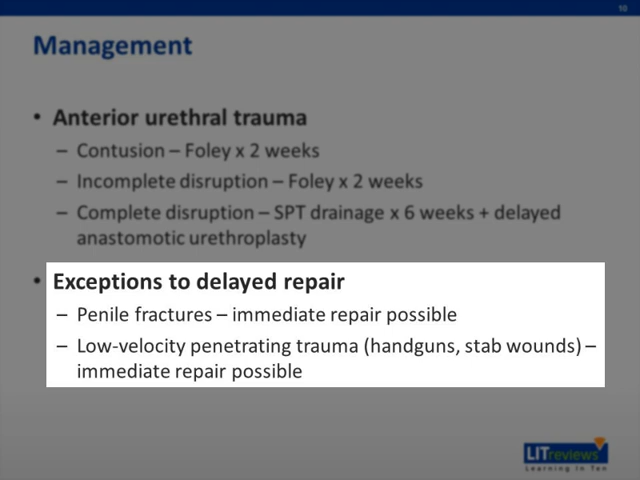 10
Management
• Anterior urethral trauma
– Contusion – Foley x 2 weeks
– Incomplete disruption – Foley x 2 weeks
– Complete disruption – SPT drainage x 6 weeks + delayed
anastomotic urethroplasty
• Exceptions to delayed repair
– Penile fractures – immediate repair possible
– Low-velocity penetrating trauma (handguns, stab wounds) –
immediate repair possible
LITreviews
Learning In Ten